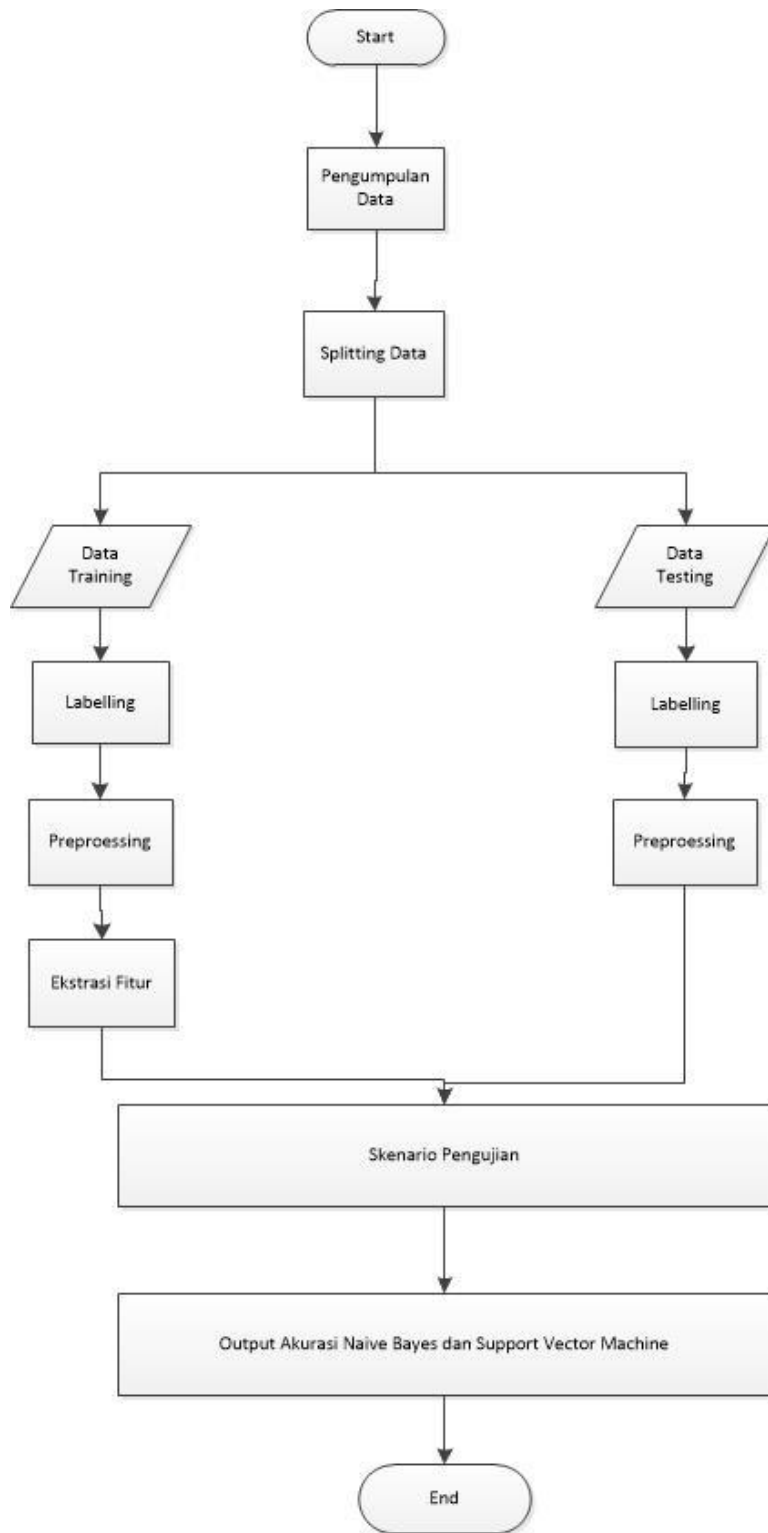 Start
Pengumpulan
Data
Splitting Data
Data
Training
Data
Testing
Labelling
Labelling
Preproessing
Preproessing
Ekstrasi Fitur
Skenario Pengujian
Output Akurasi Naive Bayes dan Support Vector Machine
End